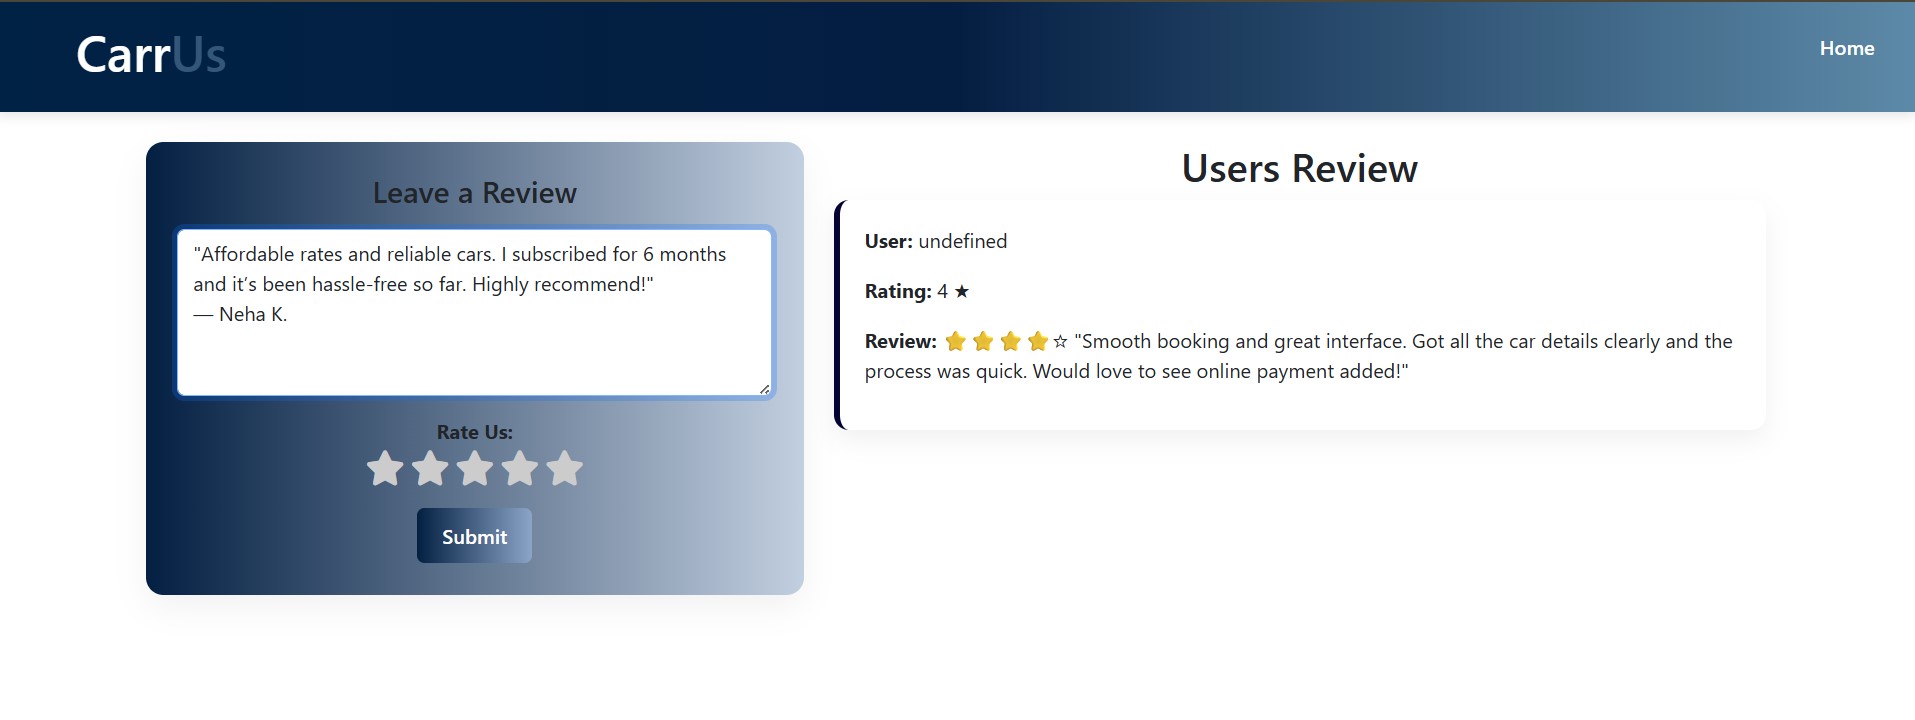 CarrUs
Home
Leave a Review
"Affordable rates and reliable cars. I subscribed for 6 months
and it’s been hassle-free so far. Highly recommend!"
— Neha K.
Rate Us:
Submit
Users Review
User: undefined
Rating: 4 ★
Review: ⭐⭐⭐⭐☆ "Smooth booking and great interface. Got all the car details clearly and the
process was quick. Would love to see online payment added!"